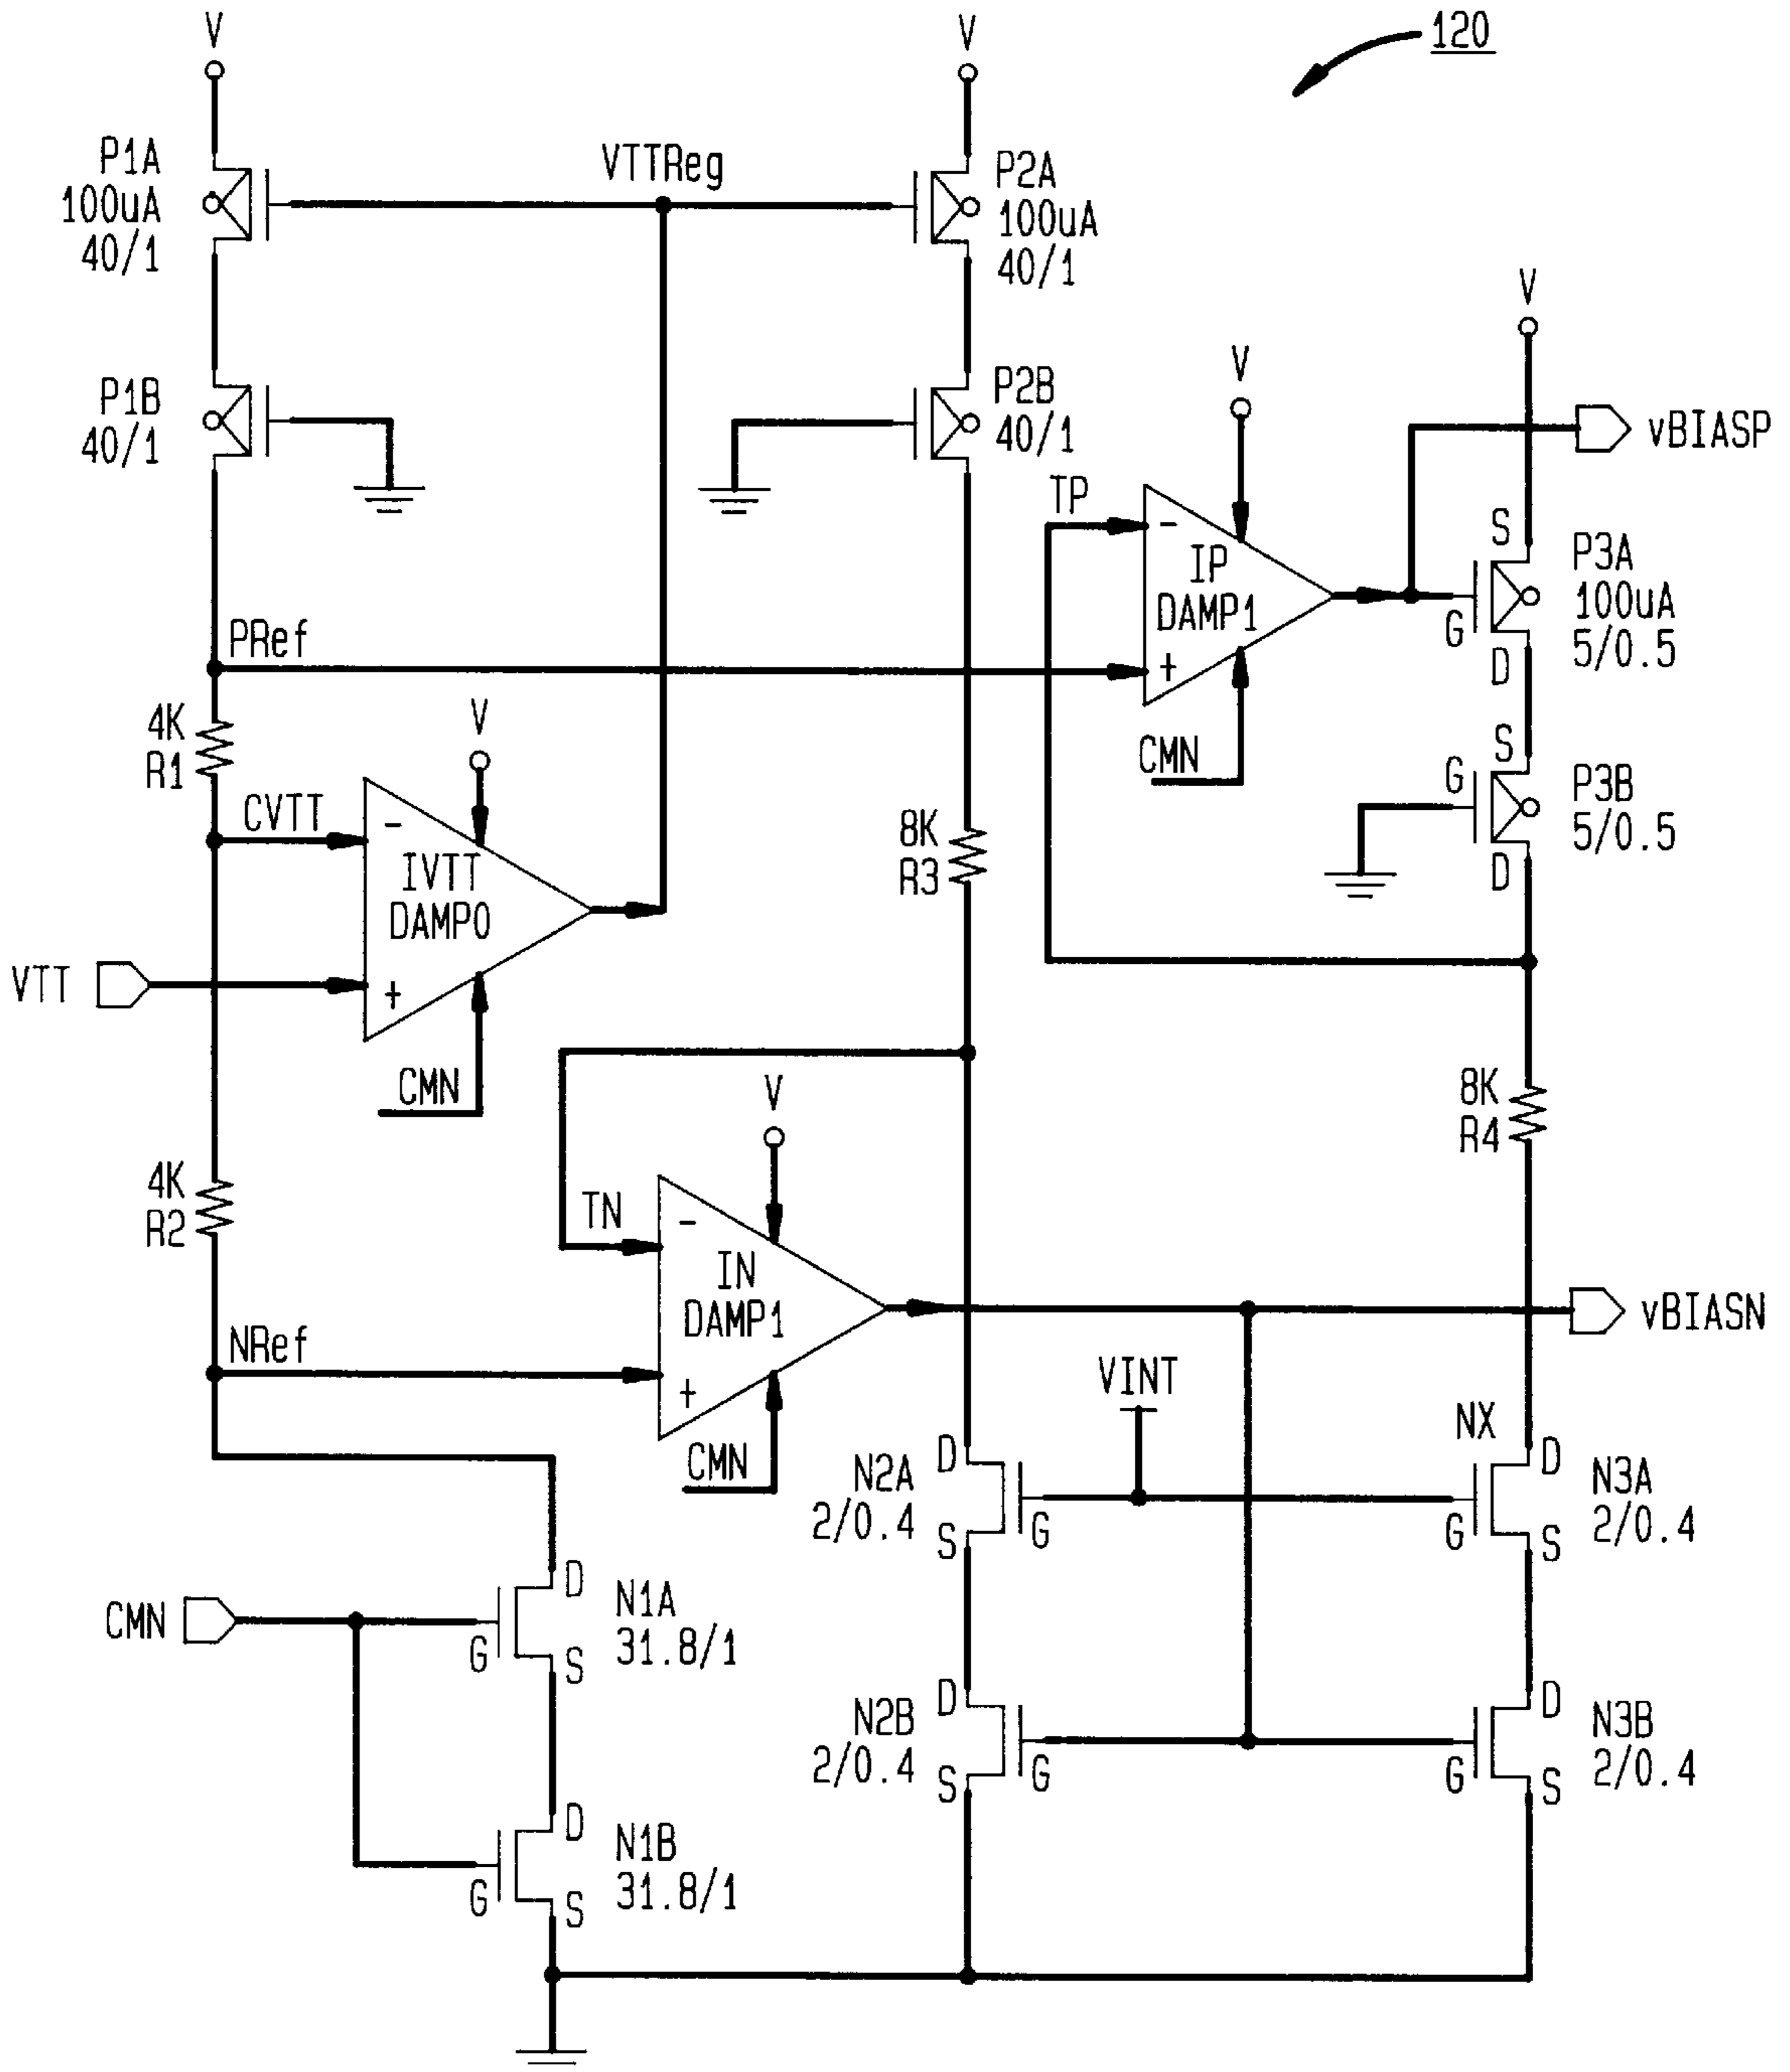 120
V
V
P1A
100uA
40/1
VTTReg
P2A
100uA
40/1
V
P1B
40/1
P2B
40/1
V
vBIASP
TP
-
IP
DAMP1
+
S
G
D
P3A
100uA
5/0.5
PRef
CMN
4K
R1
V
S
G
D
P3B
5/0.5
CVTT
-
IVTT
DAMP0
+
8K
R3
VTT
CMN
V
8K
R4
4K
R2
TN
-
IN
DAMP1
+
vBIASN
NRef
CMN
VINT
NX
D
N2A
2/0.4
S
G
D
G
S
N3A
2/0.4
CMN
D
G
S
N1A
31.8/1
D
N2B
2/0.4
S
G
D
G
S
N3B
2/0.4
D
G
S
N1B
31.8/1